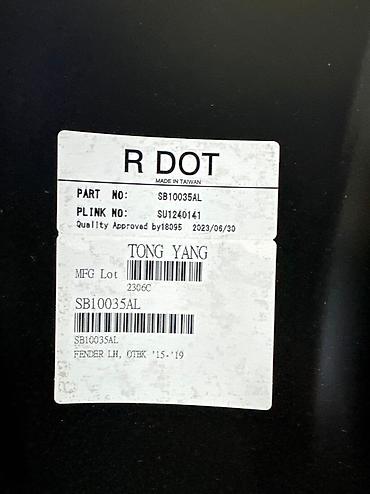 R DOT
MADE IN TAIWAN
PART NO: SB10035AL
PLINK NO: SU1240141
Quality Approved by18095 2023/06/30
TONG YANG
MFG Lot
2306C
SB10035AL
SB10035AL
FENDER LH, OTBK '15-'19